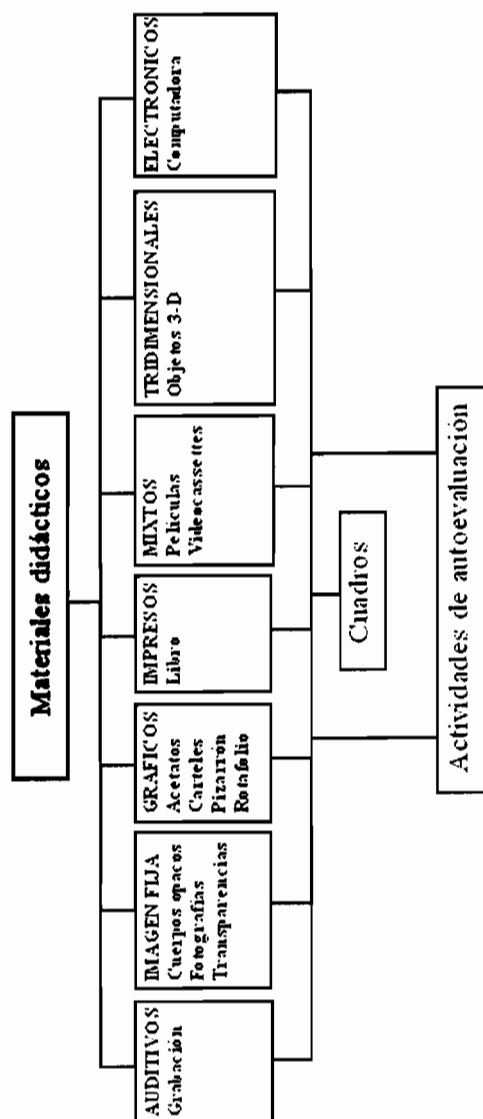 Materiales didácticos
AUDITIVOS
Grabación
IMAGEN FIJA
Cuerpos opacos
Fotografías
Transparencias
GRAFICOS
Acetatos
Carteles
Pizarrón
Rotafolio
IMPRESOS
Libro
MIXTOS
Películas
Videocassettes
TRIDIMENSIONALES
Objetos 3-D
ELECTRONICOS
Computadora
Cuadros
Actividades de autoevaluación